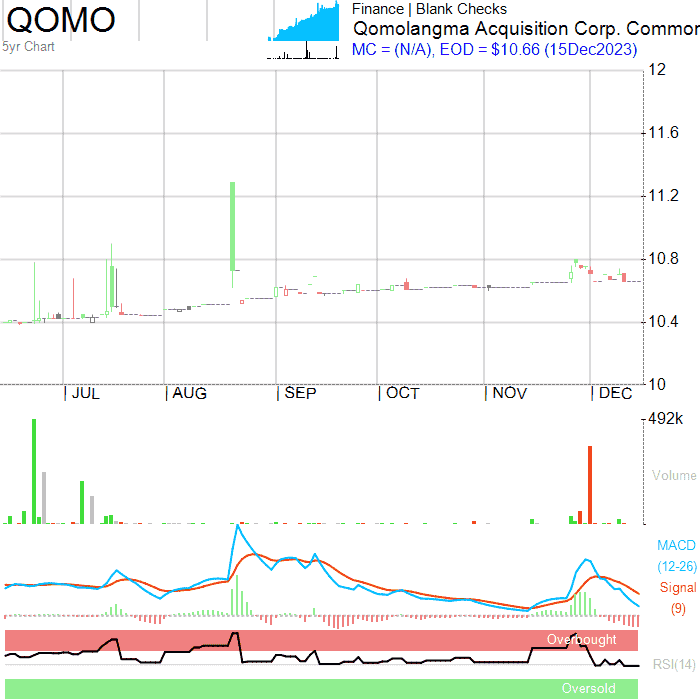 QOMO
5yr Chart
Finance | Blank Checks
Qomolangma Acquisition Corp. Common
MC = (N/A), EOD = $10.66 (15Dec2023)
12
11.6
11.2
10.8
10.4
10
| JUL | AUG | SEP | OCT | NOV | DEC
492k
Volume
MACD
(12-26)
Signal
(9)
Overbought
RSI(14)
Oversold